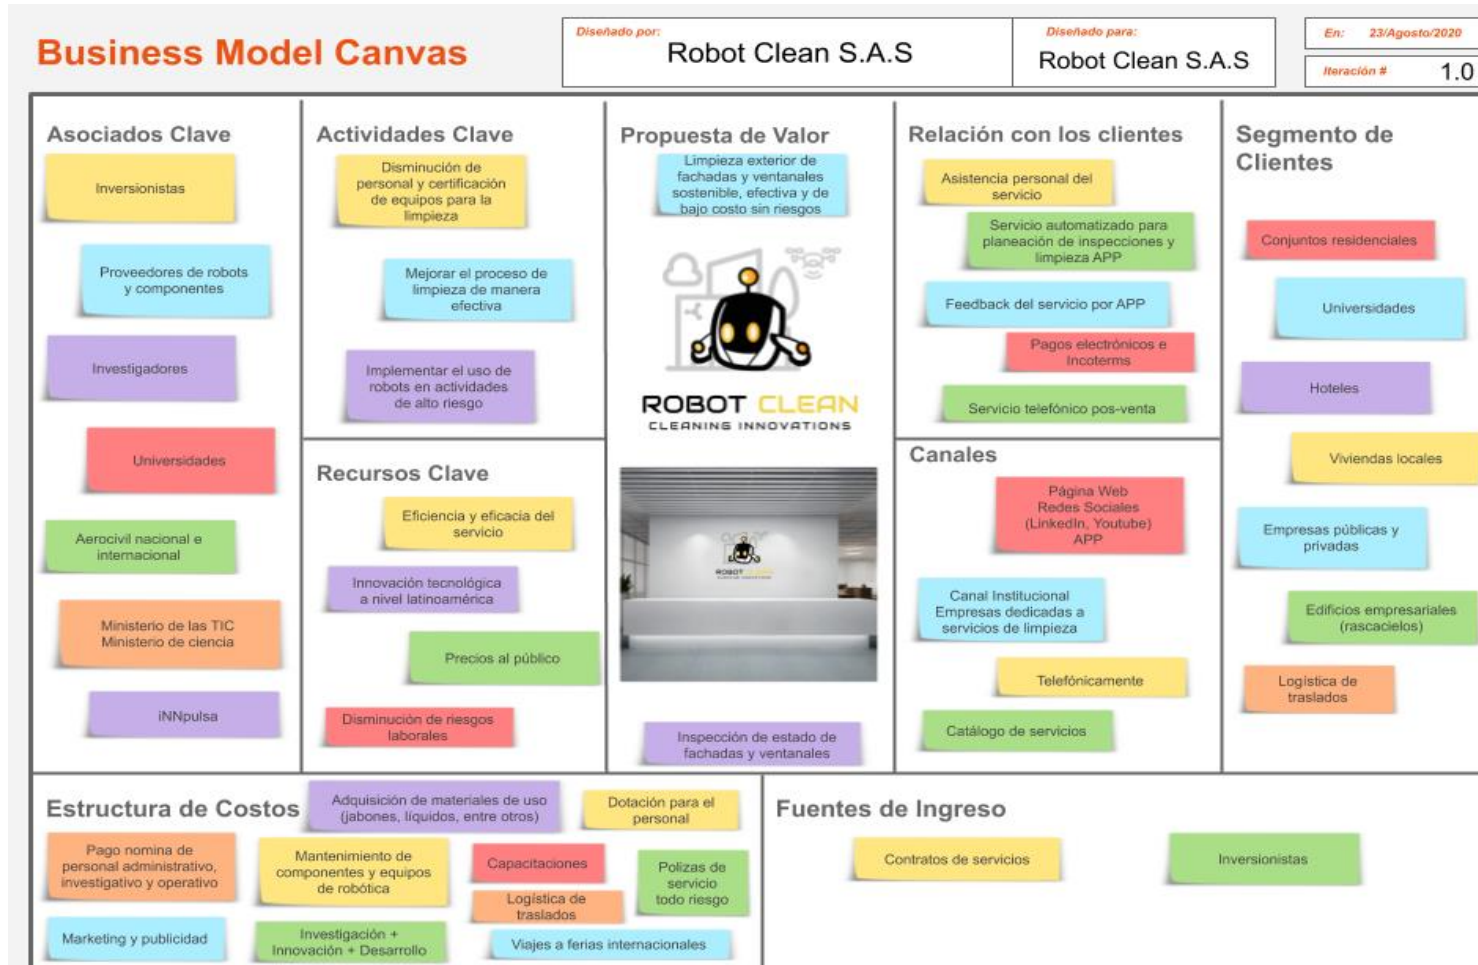 Business Model Canvas
Diseñado por:
Robot Clean S.A.S
Diseñado para:
Robot Clean S.A.S
En: 23/Agosto/2020
Iteración # 1.0
Asociados Clave
Inversionistas
Proveedores de robots
y componentes
Investigadores
Universidades
Aerocivil nacional e
internacional
Ministerio de las TIC
Ministerio de ciencia
iNNpulsa
Actividades Clave
Disminución de
personal y certificación
de equipos para la
limpieza
Mejorar el proceso de
limpieza de manera
efectiva
Implementar el uso de
robots en actividades
de alto riesgo
Recursos Clave
Eficiencia y eficacia del
servicio
Innovación tecnológica
a nivel latinoamérica
Precios al público
Disminución de riesgos
laborales
Propuesta de Valor
Limpieza exterior de
fachadas y ventanales
sostenible, efectiva y de
bajo costo sin riesgos
ROBOT CLEAN
CLEANING INNOVATIONS
ROBOT CLEAN
Inspección de estado de
fachadas y ventanales
Relación con los clientes
Asistencia personal del
servicio
Servicio automatizado para
planeación de inspecciones y
limpieza APP
Feedback del servicio por APP
Pagos electrónicos e
Incoterms
Servicio telefónico pos-venta
Canales
Página Web
Redes Sociales
(LinkedIn, Youtube)
APP
Canal Institucional
Empresas dedicadas a
servicios de limpieza
Telefónicamente
Catálogo de servicios
Segmento de
Clientes
Conjuntos residenciales
Universidades
Hoteles
Viviendas locales
Empresas públicas y
privadas
Edificios empresariales
(rascacielos)
Logística de
traslados
Estructura de Costos
Adquisición de materiales de uso
(jabones, líquidos, entre otros)
Dotación para el
personal
Pago nomina de
personal administrativo,
investigativo y operativo
Mantenimiento de
componentes y equipos
de robótica
Capacitaciones
Logística de
traslados
Polizas de
servicio
todo riesgo
Marketing y publicidad
Investigación +
Innovación + Desarrollo
Viajes a ferias internacionales
Fuentes de Ingreso
Contratos de servicios
Inversionistas